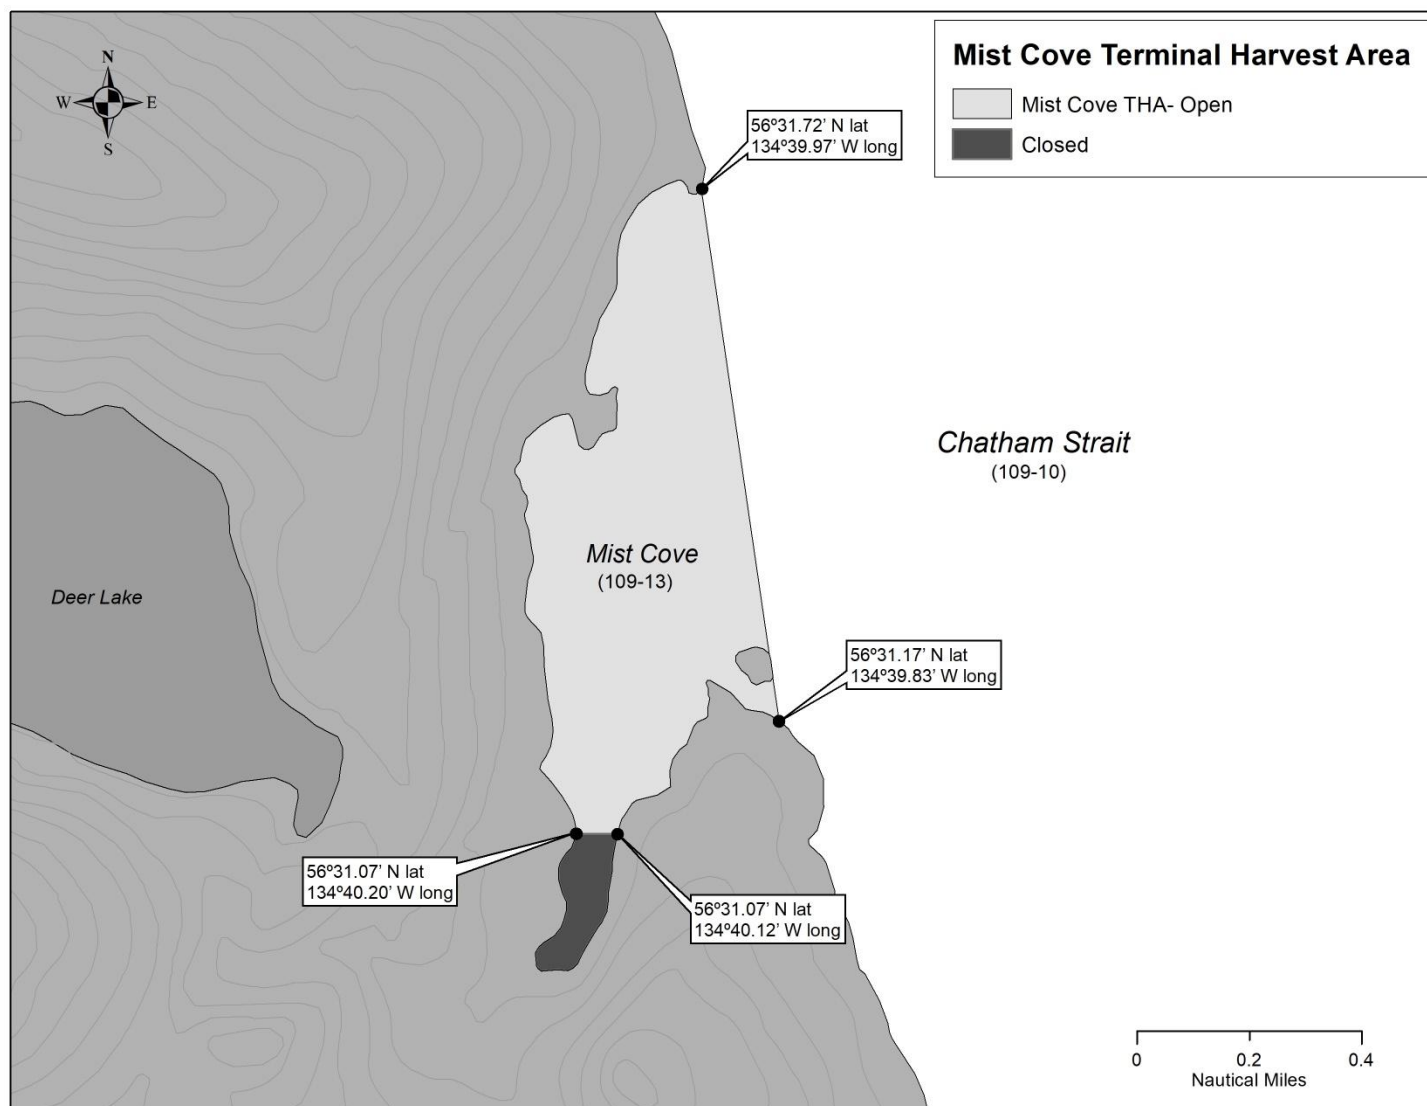 Mist Cove Terminal Harvest Area
Mist Cove THA- Open
Closed
N
W
E
S
56º31.72’ N lat
134º39.97’ W long
Chatham Strait
(109-10)
Mist Cove
(109-13)
Deer Lake
56º31.17’ N lat
134º39.83’ W long
56º31.07’ N lat
134º40.20’ W long
56º31.07’ N lat
134º40.12’ W long
0
0.2
0.4
Nautical Miles